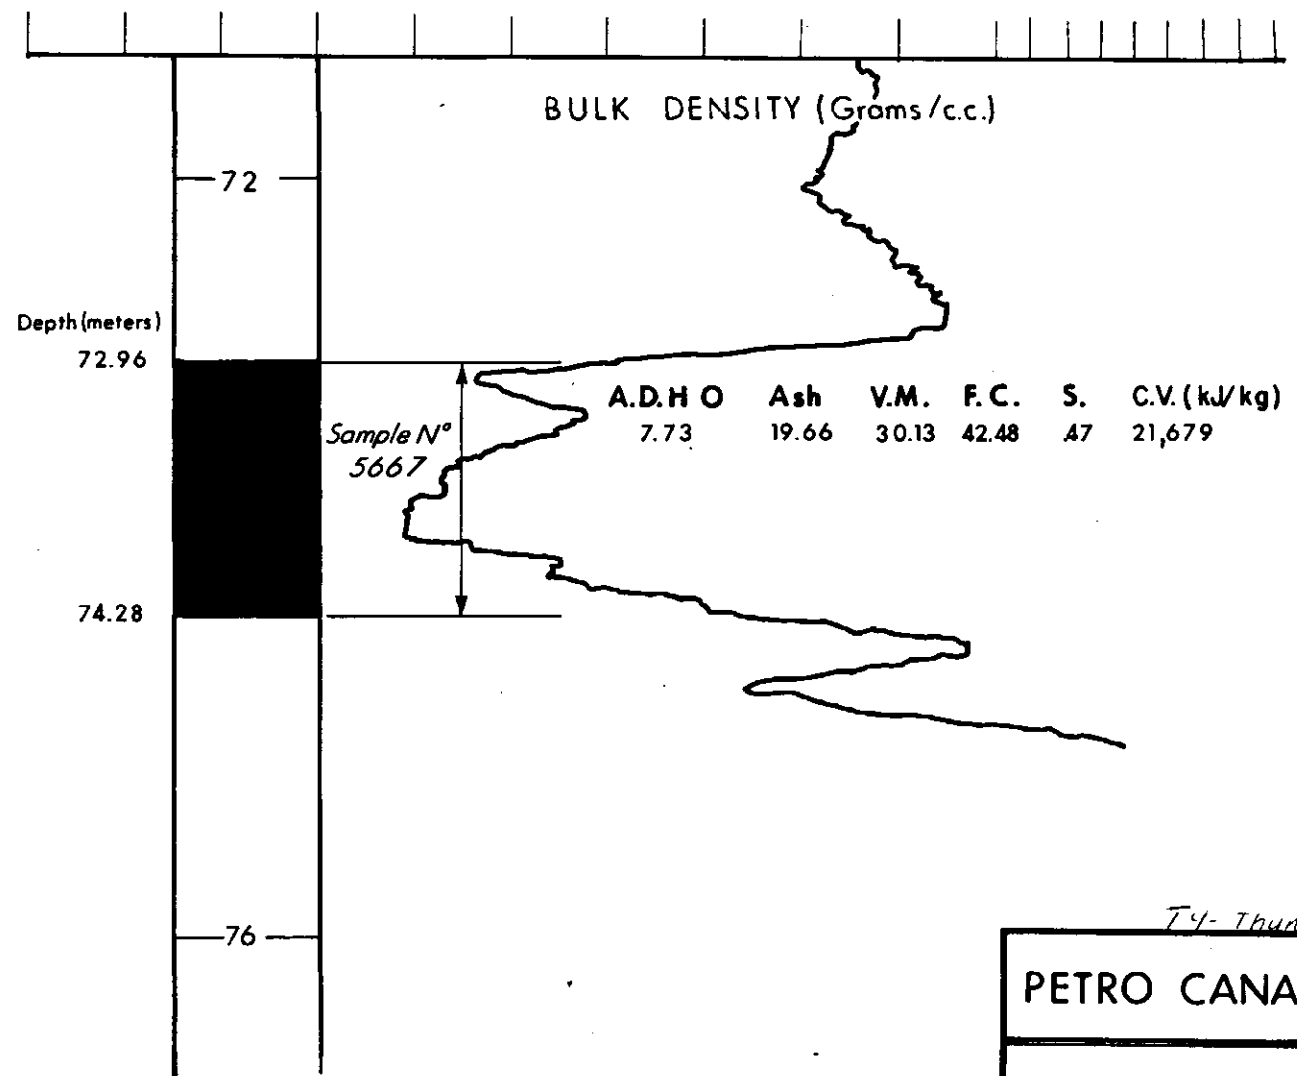 BULK DENSITY (Grams/c.c.)
72
Depth (meters)
72.96
A.D.H O Ash V.M. F.C. S. C.V. (kJ/kg)
7.73 19.66 30.13 42.48 .47 21,679
Sample Nº
5667
74.28
76
PETRO CANA